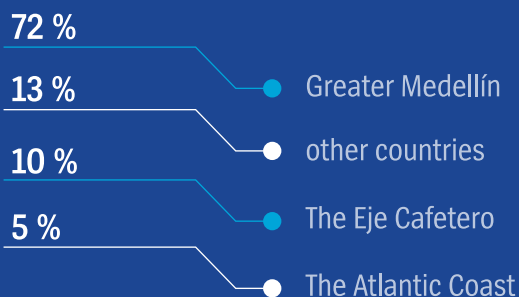 72 %
Greater Medellín
13 %
other countries
10 %
The Eje Cafetero
5 %
The Atlantic Coast